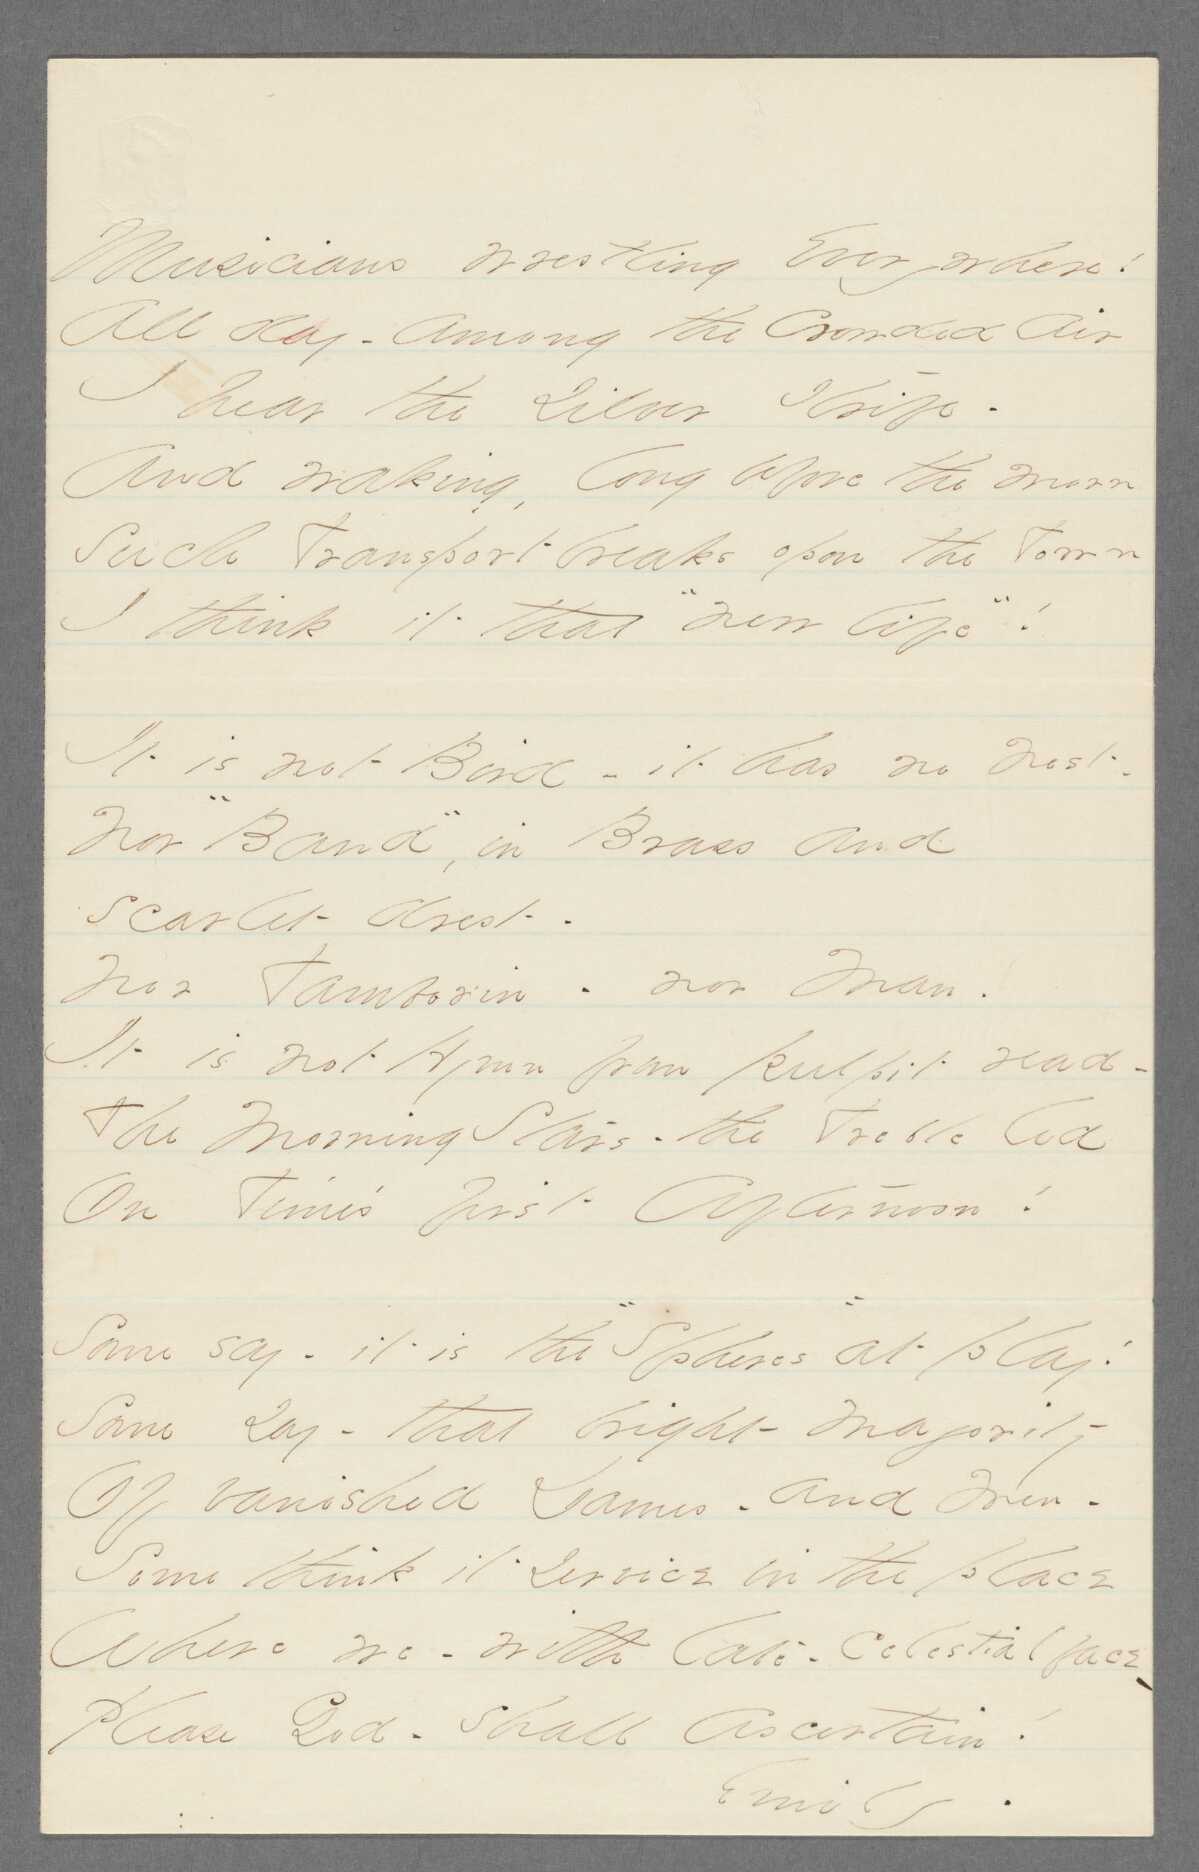 Musicians wrestling Everywhere!
All day - among the Crowded Air
I hear the Silver Strife -
And waking, long before the morn
Such Transport breaks upon the Town
I think it that "new life"!
It is not Bird - it has no nest -
Nor "Band", in Brass and
Scarlet - drest -
Nor Tamborin - nor Man -
It is not Hymn from pulpit read -
The Morning Stars - the Treble led
On Time's first Afternoon!
Some say - it is the "Spheres" at play!
Some say - that bright Majority
Of vanished Dames - and Men -
Some think it service in the place
Where we - with late - Celestial face
Please God - shall Ascertain!
Emily -